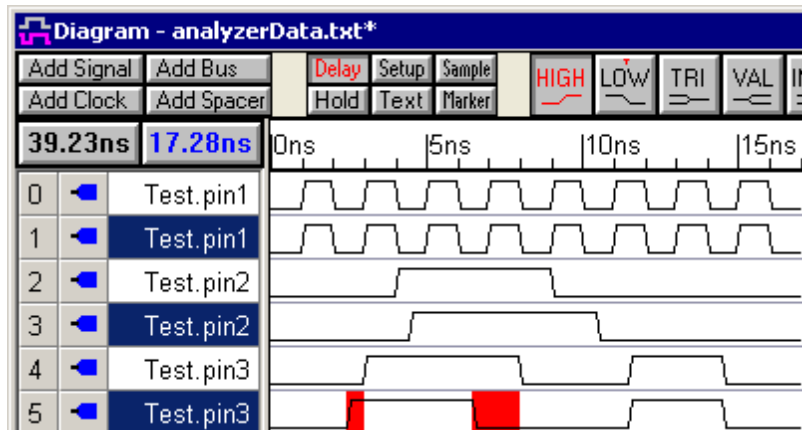 Diagram - analyzerData.txt*
Add Signal Add Bus Delay Setup Sample HIGH LOW TRI VAL
Add Clock Add Spacer Hold Text Marker
39.23ns 17.28ns 0ns 5ns 10ns 15ns
0 Test.pin1
1 Test.pin1
2 Test.pin2
3 Test.pin2
4 Test.pin3
5 Test.pin3